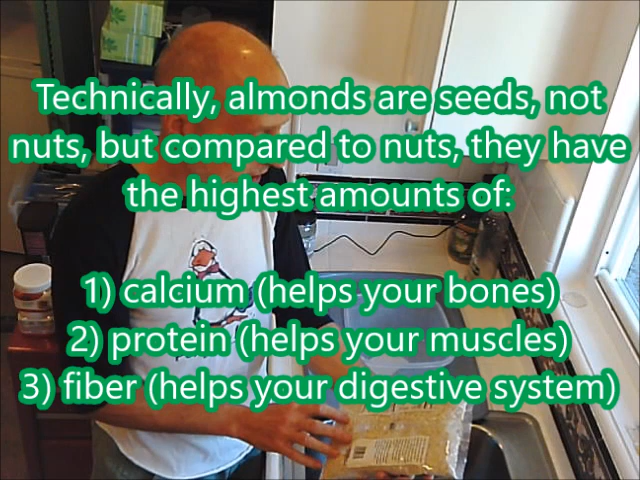 Technically, almonds are seeds, not
nuts, but compared to nuts, they have
the highest amounts of:
1) calcium (helps your bones)
2) protein (helps your muscles)
3) fiber (helps your digestive system)